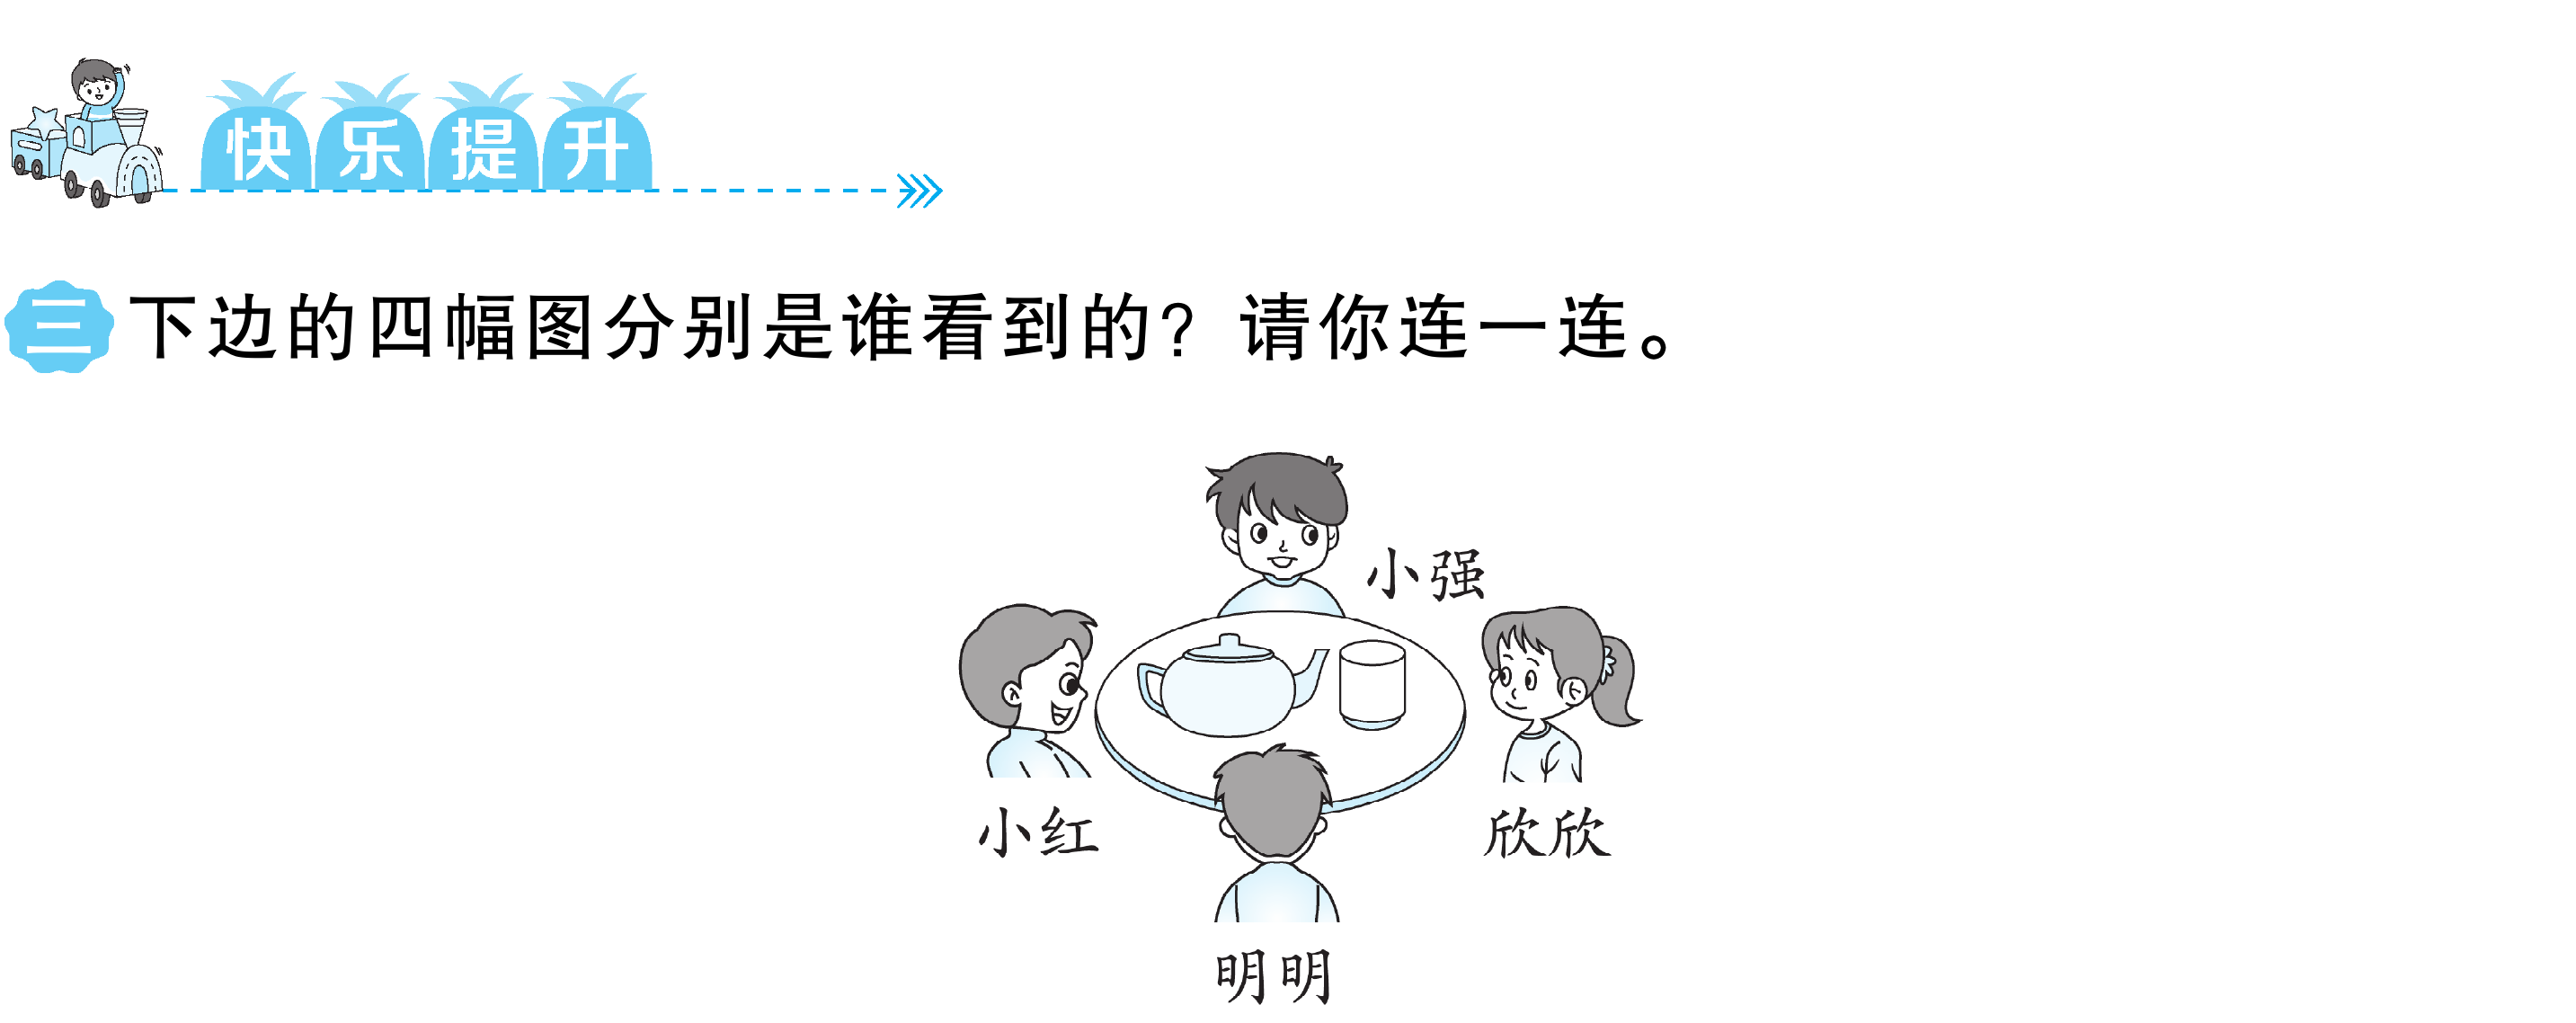 快乐提升
三 下边的四幅图分别是谁看到的？请你连一连。
小强
小红
欣欣
明明